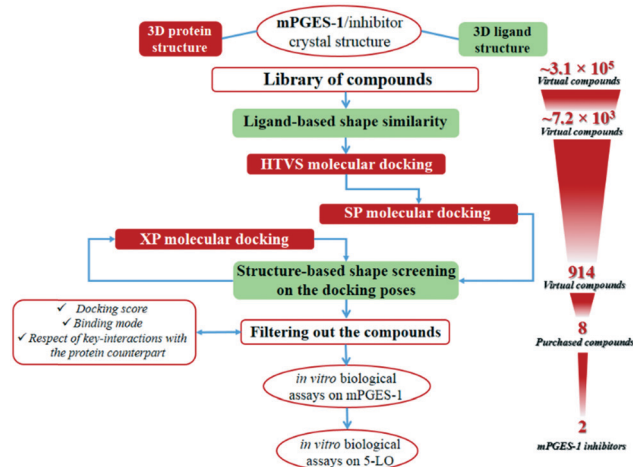 3D protein
structure
mPGES-1/inhibitor
crystal structure
3D ligand
structure
Library of compounds
~3.1 × 10⁵
Virtual compounds
Ligand-based shape similarity
~7.2 × 10³
Virtual compounds
HTVS molecular docking
SP molecular docking
XP molecular docking
Structure-based shape screening
on the docking poses
914
Virtual compounds
✓ Docking score
✓ Binding mode
✓ Respect of key-interactions with
the protein counterpart
Filtering out the compounds
8
Purchased compounds
in vitro biological
assays on mPGES-1
2
mPGES-1 inhibitors
in vitro biological
assays on 5-LO